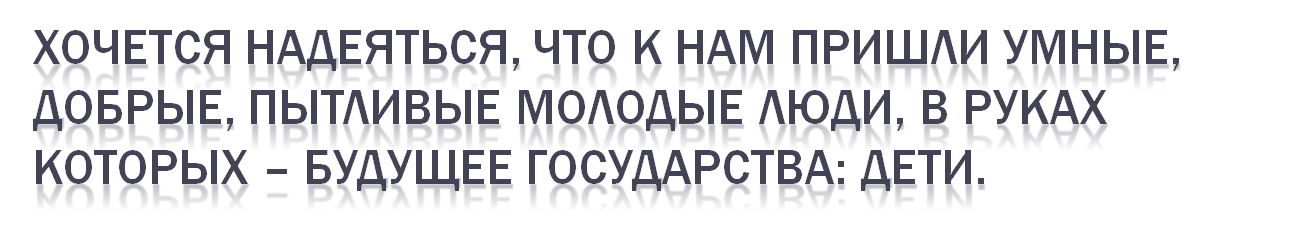 ХОЧЕТСЯ НАДЕЯТЬСЯ, ЧТО К НАМ ПРИШЛИ УМНЫЕ,
ДОБРЫЕ, ПЫТЛИВЫЕ МОЛОДЫЕ ЛЮДИ, В РУКАХ
КОТОРЫХ – БУДУЩЕЕ ГОСУДАРСТВА: ДЕТИ.